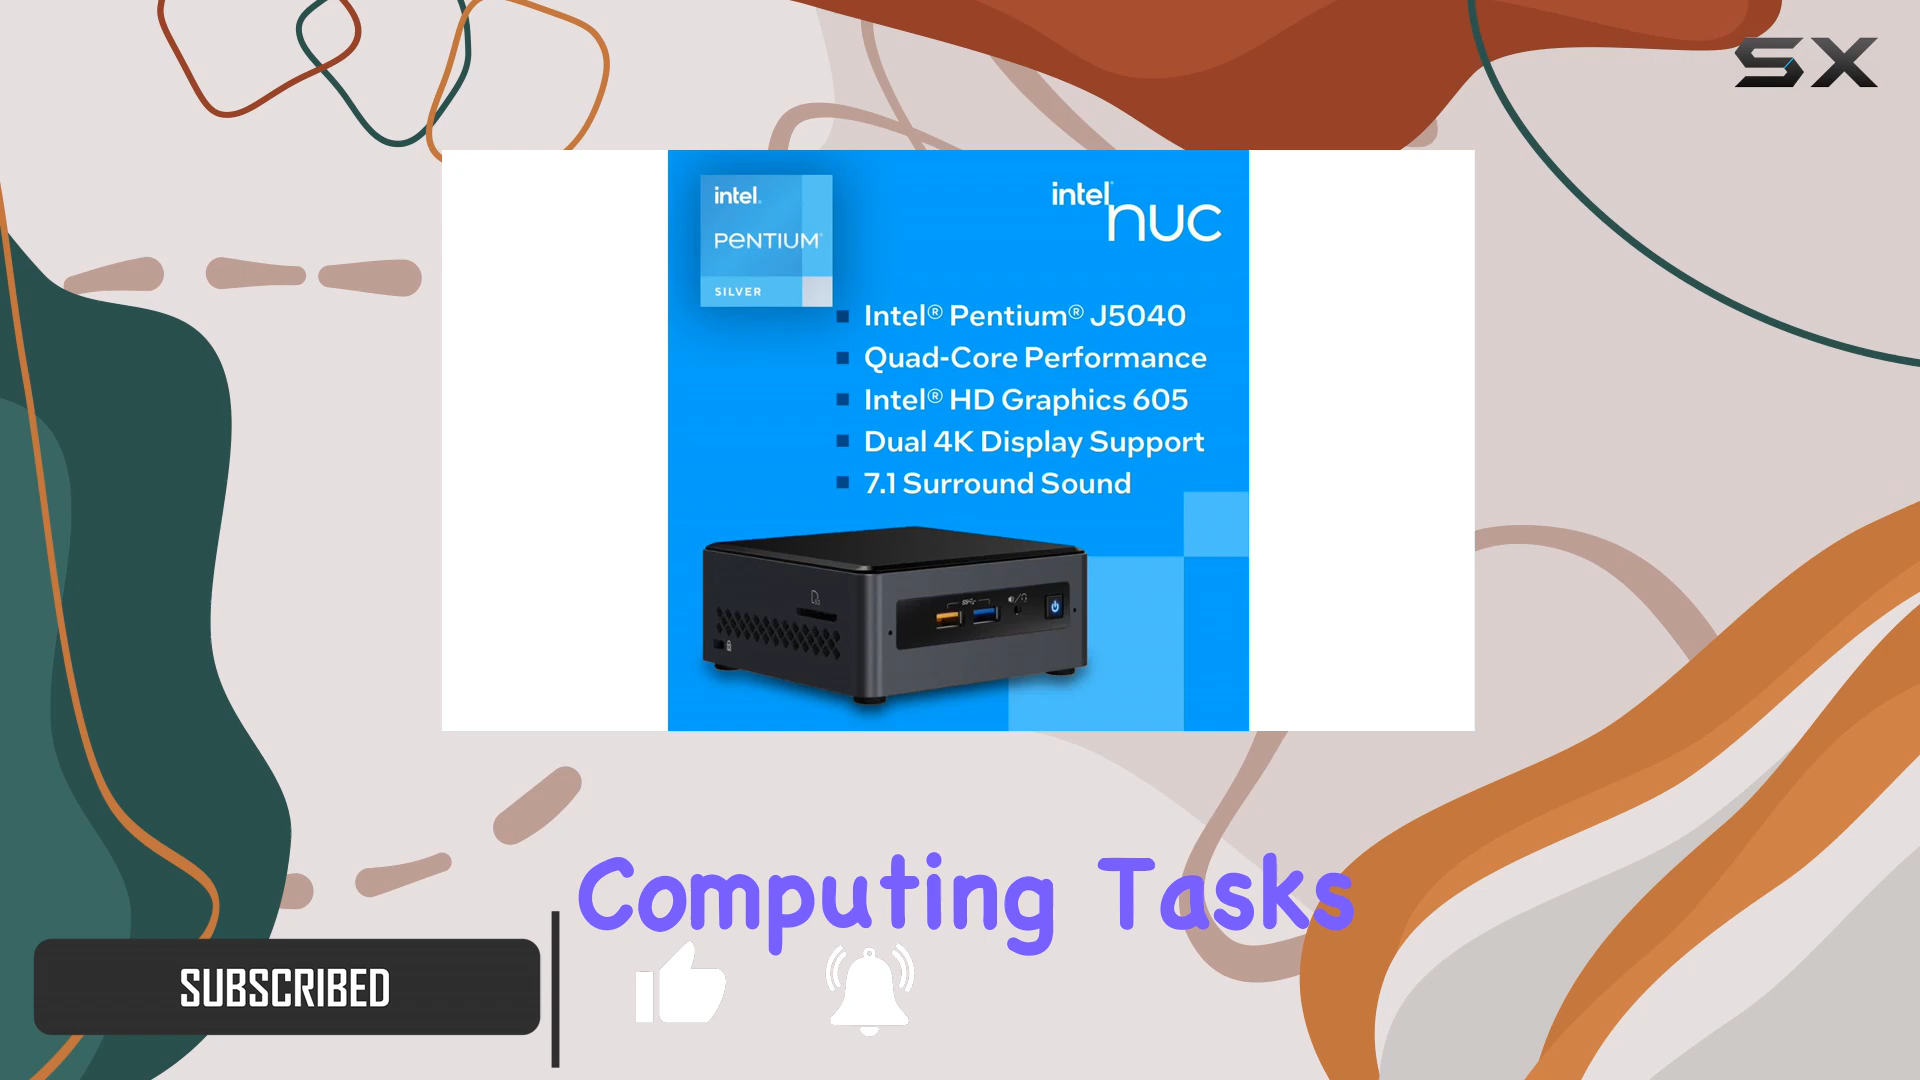 SX
intel
PENTIUM
SILVER
intel
nuc
Intel® Pentium® J5040
Quad-Core Performance
Intel® HD Graphics 605
Dual 4K Display Support
7.1 Surround Sound
Computing Tasks
SUBSCRIBED